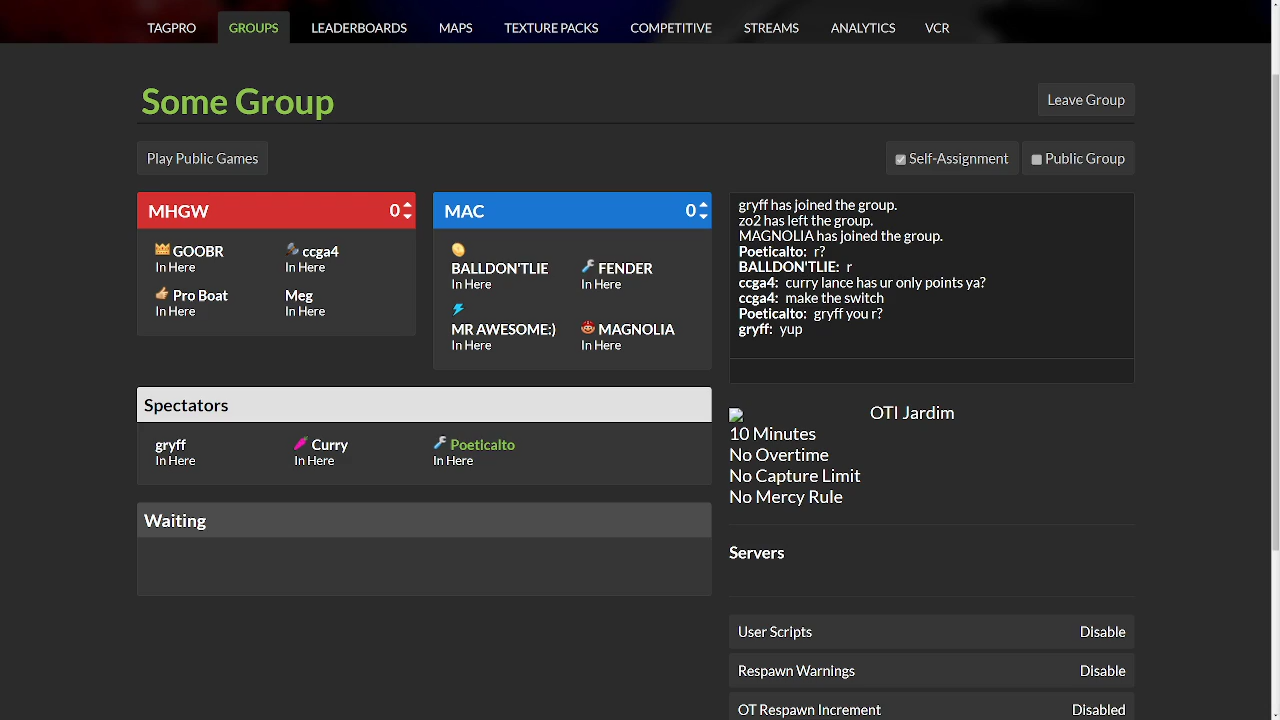 TAGPRO GROUPS LEADERBOARDS MAPS TEXTURE PACKS COMPETITIVE STREAMS ANALYTICS VCR
Some Group
Leave Group
Play Public Games
Self-Assignment
Public Group
MHGW 0
GOOBR
In Here
ccga4
In Here
Pro Boat
In Here
Meg
In Here
MAC 0
BALLDON'TLIE
In Here
FENDER
In Here
MR AWESOME:)
In Here
MAGNOLIA
In Here
Spectators
gryff
In Here
Curry
In Here
Poeticalto
In Here
Waiting
gryff has joined the group.
zo2 has left the group.
MAGNOLIA has joined the group.
Poeticalto: r?
BALLDON'TLIE: r
ccga4: curry lance has ur only points ya?
ccga4: make the switch
Poeticalto: gryff you r?
gryff: yup
OTI Jardim
10 Minutes
No Overtime
No Capture Limit
No Mercy Rule
Servers
User Scripts Disable
Respawn Warnings Disable
OT Respawn Increment Disabled